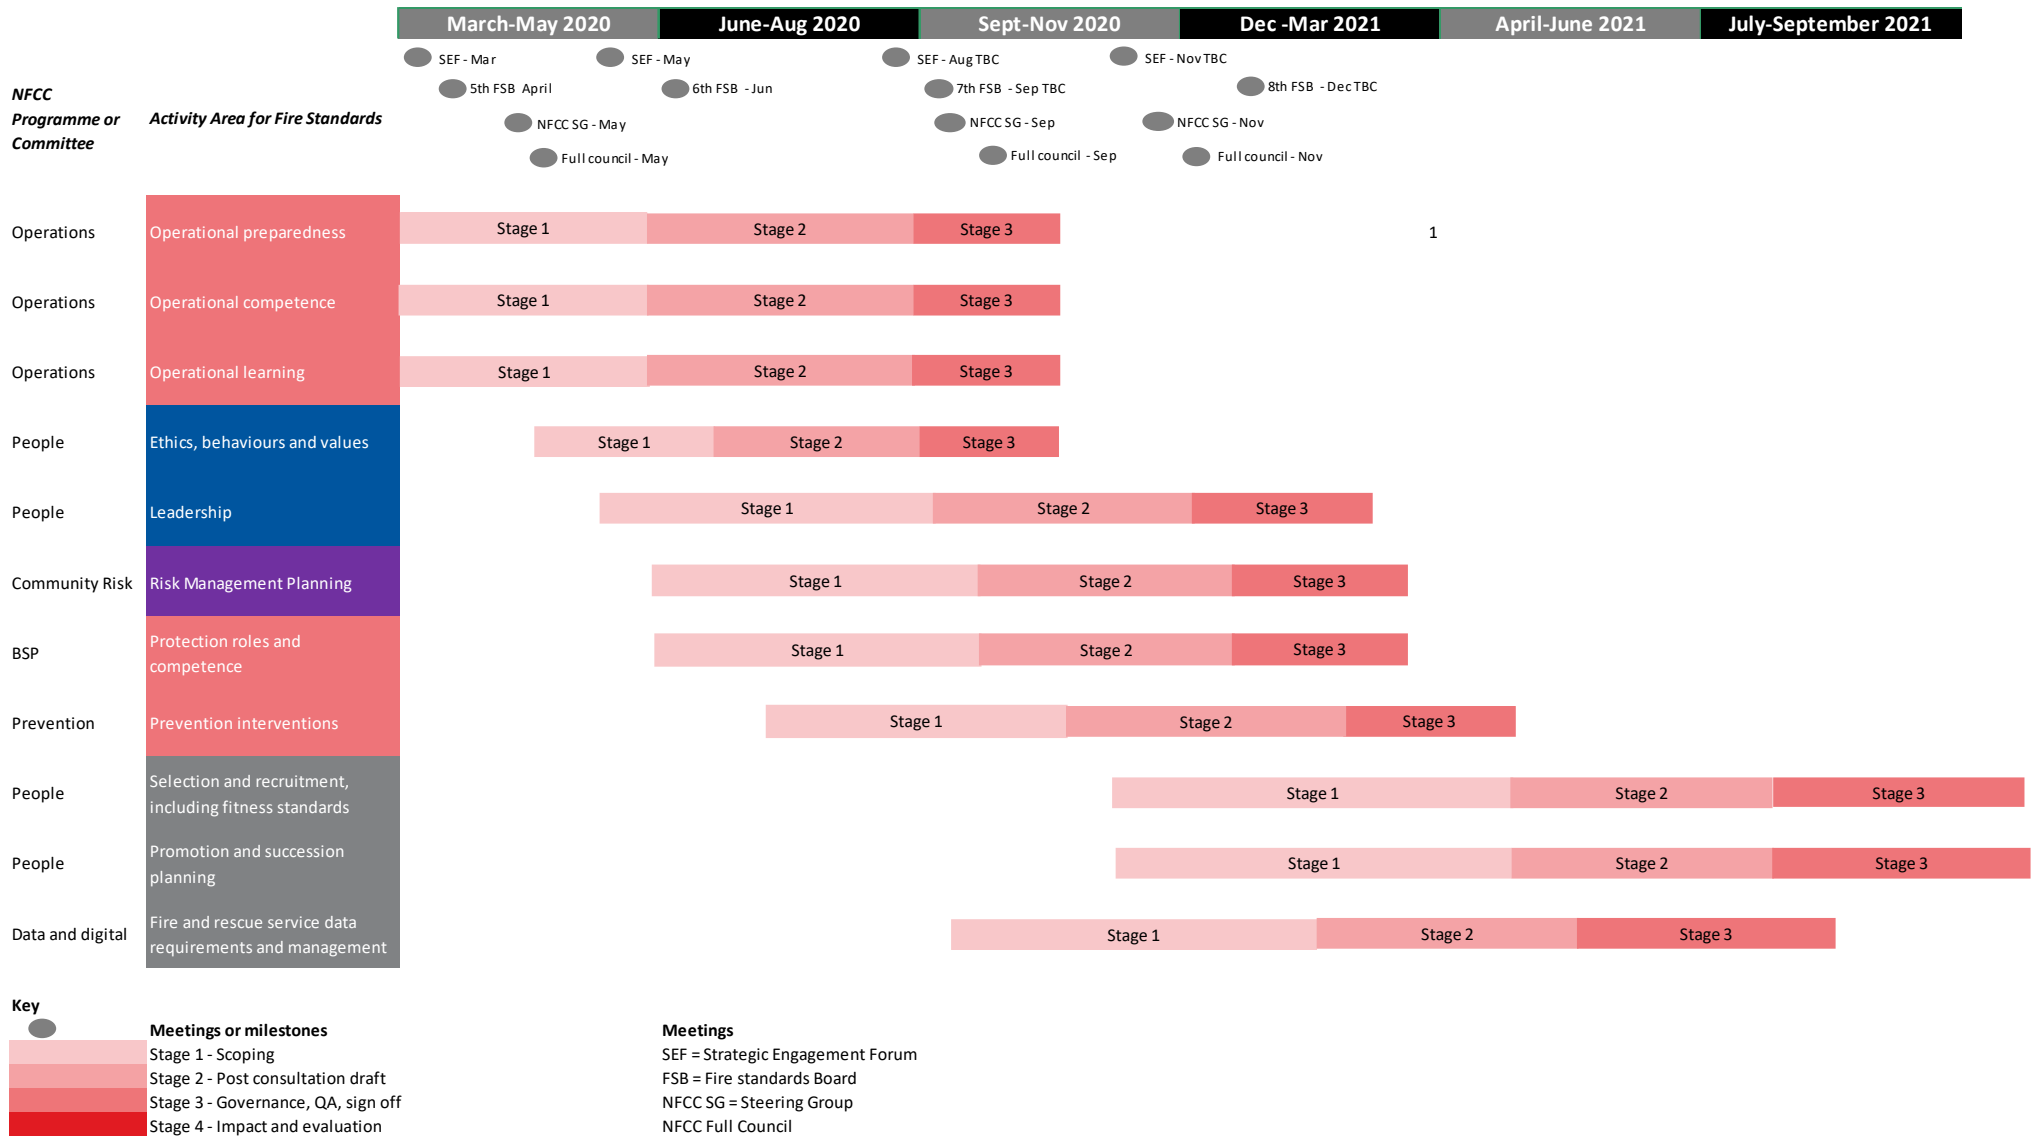 March-May 2020 June-Aug 2020 Sept-Nov 2020 Dec -Mar 2021 April-June 2021 July-September 2021
SEF - Mar SEF - May SEF - Aug TBC SEF - Nov TBC
5th FSB April 6th FSB - Jun 7th FSB - Sep TBC 8th FSB - Dec TBC
NFCC SG - May NFCC SG - Sep NFCC SG - Nov
Full council - May Full council - Sep Full council - Nov
NFCC
Programme or
Committee
Activity Area for Fire Standards
Operations Operational preparedness Stage 1 Stage 2 Stage 3 1
Operations Operational competence Stage 1 Stage 2 Stage 3
Operations Operational learning Stage 1 Stage 2 Stage 3
People Ethics, behaviours and values Stage 1 Stage 2 Stage 3
People Leadership Stage 1 Stage 2 Stage 3
Community Risk Risk Management Planning Stage 1 Stage 2 Stage 3
BSP Protection roles and
competence Stage 1 Stage 2 Stage 3
Prevention Prevention interventions Stage 1 Stage 2 Stage 3
People Selection and recruitment,
including fitness standards Stage 1 Stage 2 Stage 3
People Promotion and succession
planning Stage 1 Stage 2 Stage 3
Data and digital Fire and rescue service data
requirements and management Stage 1 Stage 2 Stage 3
Key
Meetings or milestones
Stage 1 - Scoping
Stage 2 - Post consultation draft
Stage 3 - Governance, QA, sign off
Stage 4 - Impact and evaluation
Meetings
SEF = Strategic Engagement Forum
FSB = Fire standards Board
NFCC SG = Steering Group
NFCC Full Council